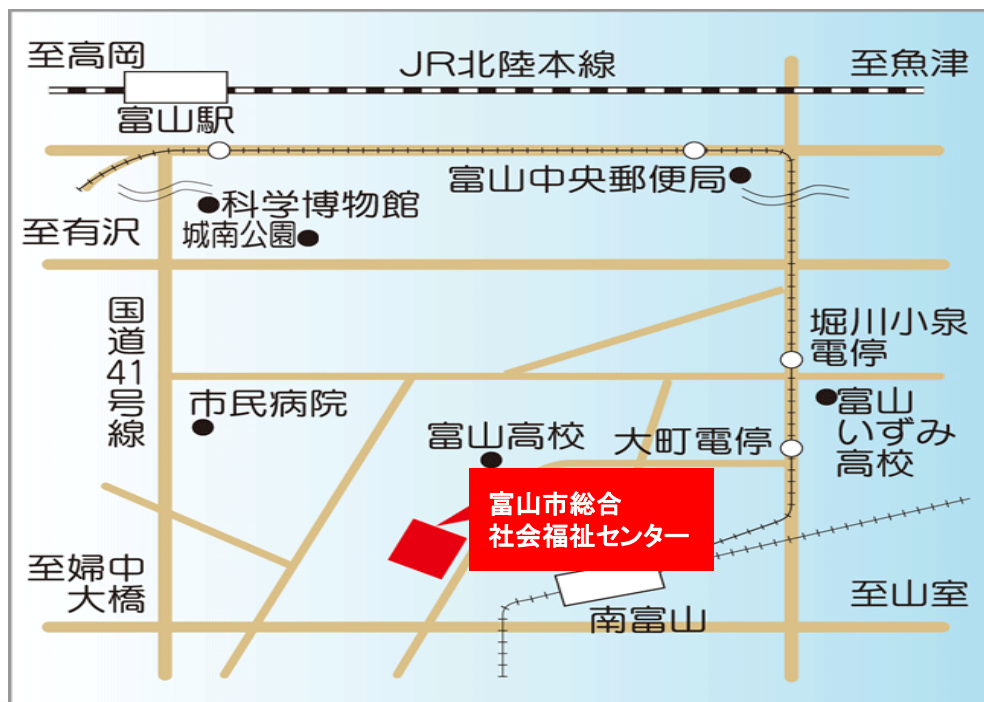 至高岡
JR北陸本線
至魚津
富山駅
富山中央郵便局
科学博物館
城南公園
至有沢
国道41号線
堀川小泉
電停
市民病院
富山高校
大町電停
富山
いずみ
高校
富山市総合
社会福祉センター
至婦中
大橋
南富山
至山室